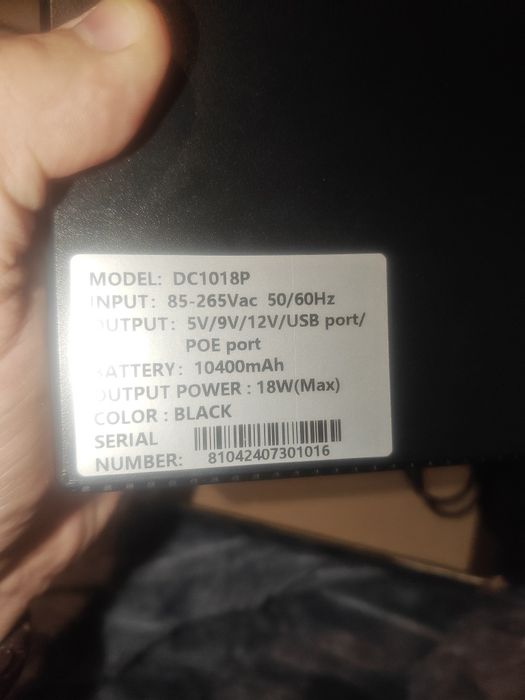 MODEL: DC1018P
INPUT: 85-265Vac 50/60Hz
OUTPUT: 5V/9V/12V/USB port/
POE port
BATTERY: 10400mAh
OUTPUT POWER : 18W(Max)
COLOR : BLACK
SERIAL
NUMBER: 81042407301016